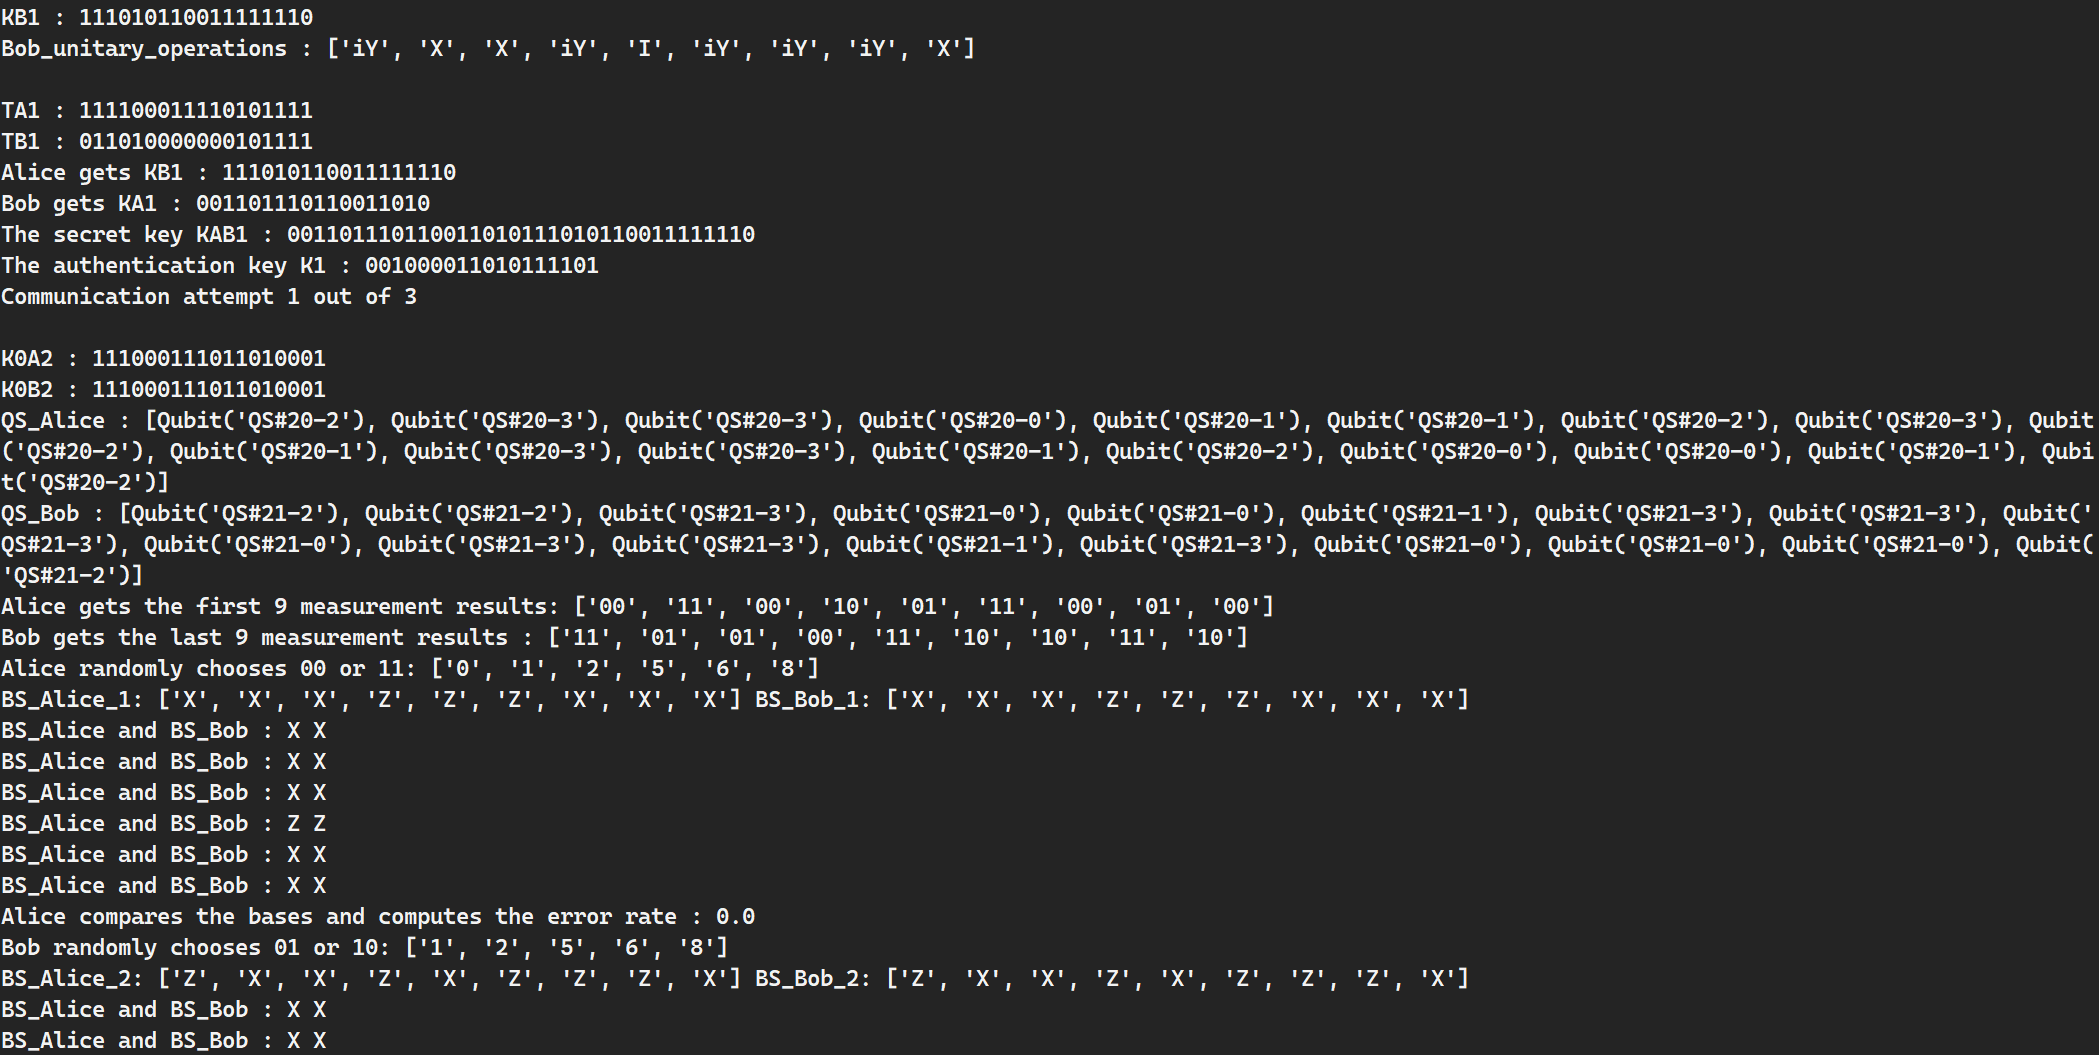 KB1 : 111010110011111110
Bob_unitary_operations : ['iY', 'X', 'X', 'iY', 'I', 'iY', 'iY', 'iY', 'X']
TA1 : 111100011110101111
TB1 : 011010000000101111
Alice gets KB1 : 111010110011111110
Bob gets KA1 : 001101110110011010
The secret key KAB1 : 001101110110011010111010110011111110
The authentication key K1 : 001000011010111101
Communication attempt 1 out of 3
K0A2 : 111000111011010001
K0B2 : 111000111011010001
QS_Alice : [Qubit('QS#20-2'), Qubit('QS#20-3'), Qubit('QS#20-3'), Qubit('QS#20-0'), Qubit('QS#20-1'), Qubit('QS#20-1'), Qubit('QS#20-2'), Qubit('QS#20-3'), Qubit
('QS#20-2'), Qubit('QS#20-1'), Qubit('QS#20-3'), Qubit('QS#20-3'), Qubit('QS#20-1'), Qubit('QS#20-2'), Qubit('QS#20-0'), Qubit('QS#20-0'), Qubit('QS#20-1'), Qubi
t('QS#20-2')]
QS_Bob : [Qubit('QS#21-2'), Qubit('QS#21-2'), Qubit('QS#21-3'), Qubit('QS#21-0'), Qubit('QS#21-0'), Qubit('QS#21-1'), Qubit('QS#21-3'), Qubit('QS#21-3'), Qubit('
QS#21-3'), Qubit('QS#21-0'), Qubit('QS#21-3'), Qubit('QS#21-3'), Qubit('QS#21-1'), Qubit('QS#21-3'), Qubit('QS#21-0'), Qubit('QS#21-0'), Qubit('QS#21-0'), Qubit(
'QS#21-2')]
Alice gets the first 9 measurement results: ['00', '11', '00', '10', '01', '11', '00', '01', '00']
Bob gets the last 9 measurement results : ['11', '01', '01', '00', '11', '10', '10', '11', '10']
Alice randomly chooses 00 or 11: ['0', '1', '2', '5', '6', '8']
BS_Alice_1: ['X', 'X', 'X', 'Z', 'Z', 'Z', 'X', 'X', 'X'] BS_Bob_1: ['X', 'X', 'X', 'Z', 'Z', 'Z', 'X', 'X', 'X']
BS_Alice and BS_Bob : X X
BS_Alice and BS_Bob : X X
BS_Alice and BS_Bob : X X
BS_Alice and BS_Bob : Z Z
BS_Alice and BS_Bob : X X
BS_Alice and BS_Bob : X X
Alice compares the bases and computes the error rate : 0.0
Bob randomly chooses 01 or 10: ['1', '2', '5', '6', '8']
BS_Alice_2: ['Z', 'X', 'X', 'Z', 'X', 'Z', 'Z', 'Z', 'X'] BS_Bob_2: ['Z', 'X', 'X', 'Z', 'X', 'Z', 'Z', 'Z', 'X']
BS_Alice and BS_Bob : X X
BS_Alice and BS_Bob : X X